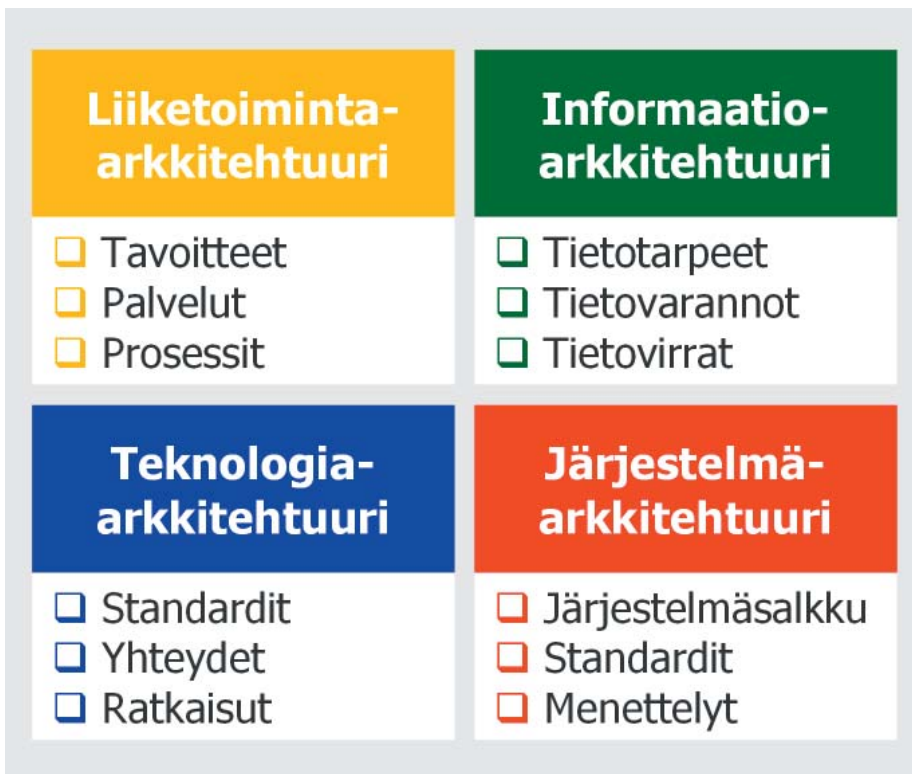 Liiketoiminta-
arkkitehtuuri
Tavoitteet
Palvelut
Prosessit
Informaatio-
arkkitehtuuri
Tietotarpeet
Tietovarannot
Tietovirrat
Teknologia-
arkkitehtuuri
Standardit
Yhteydet
Ratkaisut
Järjestelmä-
arkkitehtuuri
Järjestelmäsalkku
Standardit
Menettelyt